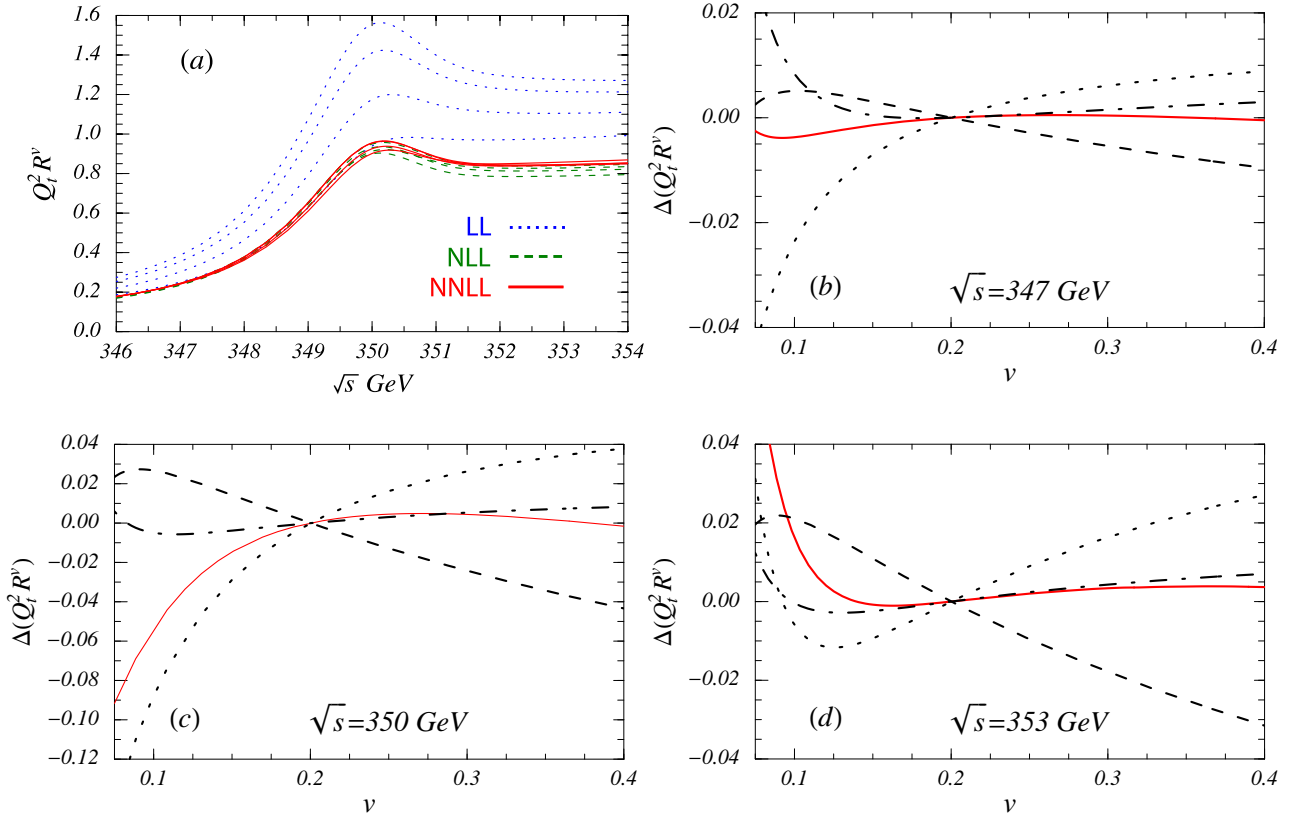 1.6
1.4
1.2
1.0
0.8
0.6
0.4
0.2
0.0
Q_t^2 R^v
(a)
LL
NLL
NNLL
346 347 348 349 350 351 352 353 354
√s GeV
0.02
0.00
−0.02
−0.04
Δ(Q_t^2 R^v)
(b)
√s=347 GeV
0.1 0.2 0.3 0.4
ν
0.04
0.02
0.00
−0.02
−0.04
−0.06
−0.08
−0.10
−0.12
Δ(Q_t^2 R^v)
(c)
√s=350 GeV
0.1 0.2 0.3 0.4
ν
0.04
0.02
0.00
−0.02
−0.04
Δ(Q_t^2 R^v)
(d)
√s=353 GeV
0.1 0.2 0.3 0.4
ν